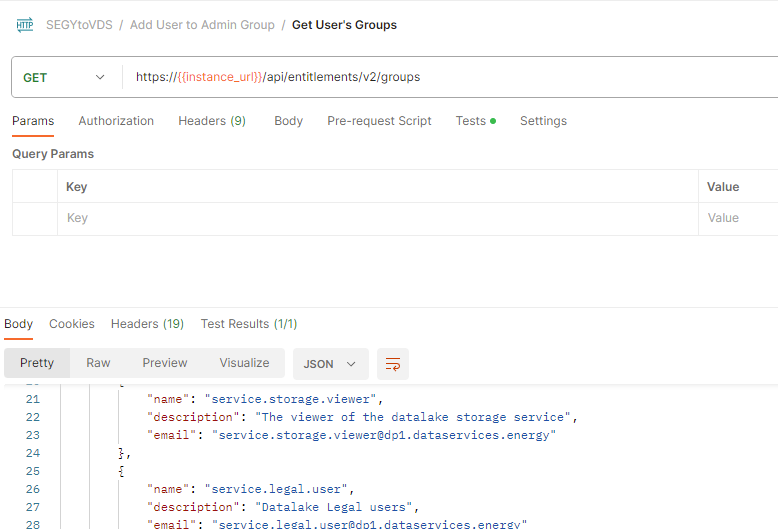 HTTP SEGYtoVDS / Add User to Admin Group / Get User's Groups
GET https://{{instance_url}}/api/entitlements/v2/groups
Params Authorization Headers (9) Body Pre-request Script Tests Settings
Query Params
Key Value
Key Value
Body Cookies Headers (19) Test Results (1/1)
Pretty Raw Preview Visualize JSON
20 {
21 "name": "service.storage.viewer",
22 "description": "The viewer of the datalake storage service",
23 "email": "service.storage.viewer@dp1.dataservices.energy"
24 },
25 {
26 "name": "service.legal.user",
27 "description": "Datalake Legal users",
28 "email": "service.legal.user@dp1.dataservices.energy"